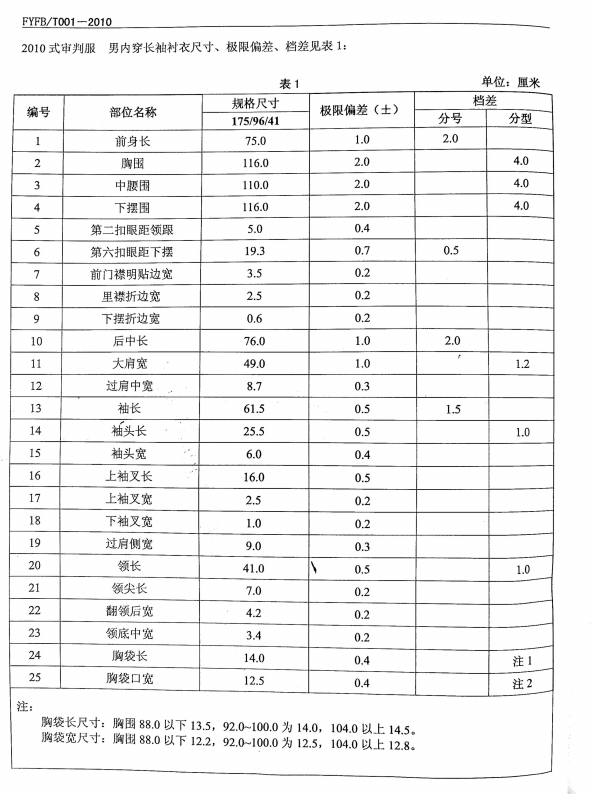 FYFB/T001—2010
2010 式审判服 男内穿长袖衬衣尺寸、极限偏差、档差见表 1：
表 1 单位：厘米
编号 部位名称 规格尺寸 极限偏差（±） 档差
175/96/41 分号 分型
1 前身长 75.0 1.0 2.0
2 胸围 116.0 2.0 4.0
3 中腰围 110.0 2.0 4.0
4 下摆围 116.0 2.0 4.0
5 第二扣眼距领跟 5.0 0.4
6 第六扣眼距下摆 19.3 0.7 0.5
7 前门襟明贴边宽 3.5 0.2
8 里襟折边宽 2.5 0.2
9 下摆折边宽 0.6 0.2
10 后中长 76.0 1.0 2.0
11 大肩宽 49.0 1.0 1.2
12 过肩中宽 8.7 0.3
13 袖长 61.5 0.5 1.5
14 袖头长 25.5 0.5 1.0
15 袖头宽 6.0 0.4
16 上袖叉长 16.0 0.5
17 上袖叉宽 2.5 0.2
18 下袖叉宽 1.0 0.2
19 过肩侧宽 9.0 0.3
20 领长 41.0 0.5 1.0
21 领尖长 7.0 0.2
22 翻领后宽 4.2 0.2
23 领底中宽 3.4 0.2
24 胸袋长 14.0 0.4 注 1
25 胸袋口宽 12.5 0.4 注 2
注：
胸袋长尺寸：胸围 88.0 以下 13.5，92.0~100.0 为 14.0，104.0 以上 14.5。
胸袋宽尺寸：胸围 88.0 以下 12.2，92.0~100.0 为 12.5，104.0 以上 12.8。